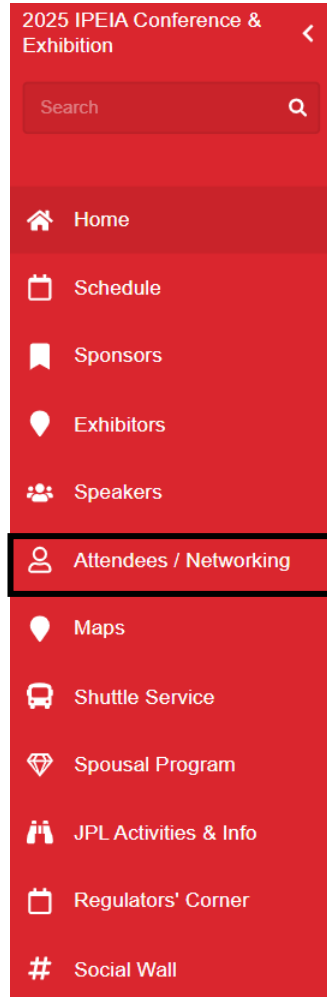 2025 IPEIA Conference &
Exhibition
Search
Home
Schedule
Sponsors
Exhibitors
Speakers
Attendees / Networking
Maps
Shuttle Service
Spousal Program
JPL Activities & Info
Regulators' Corner
Social Wall